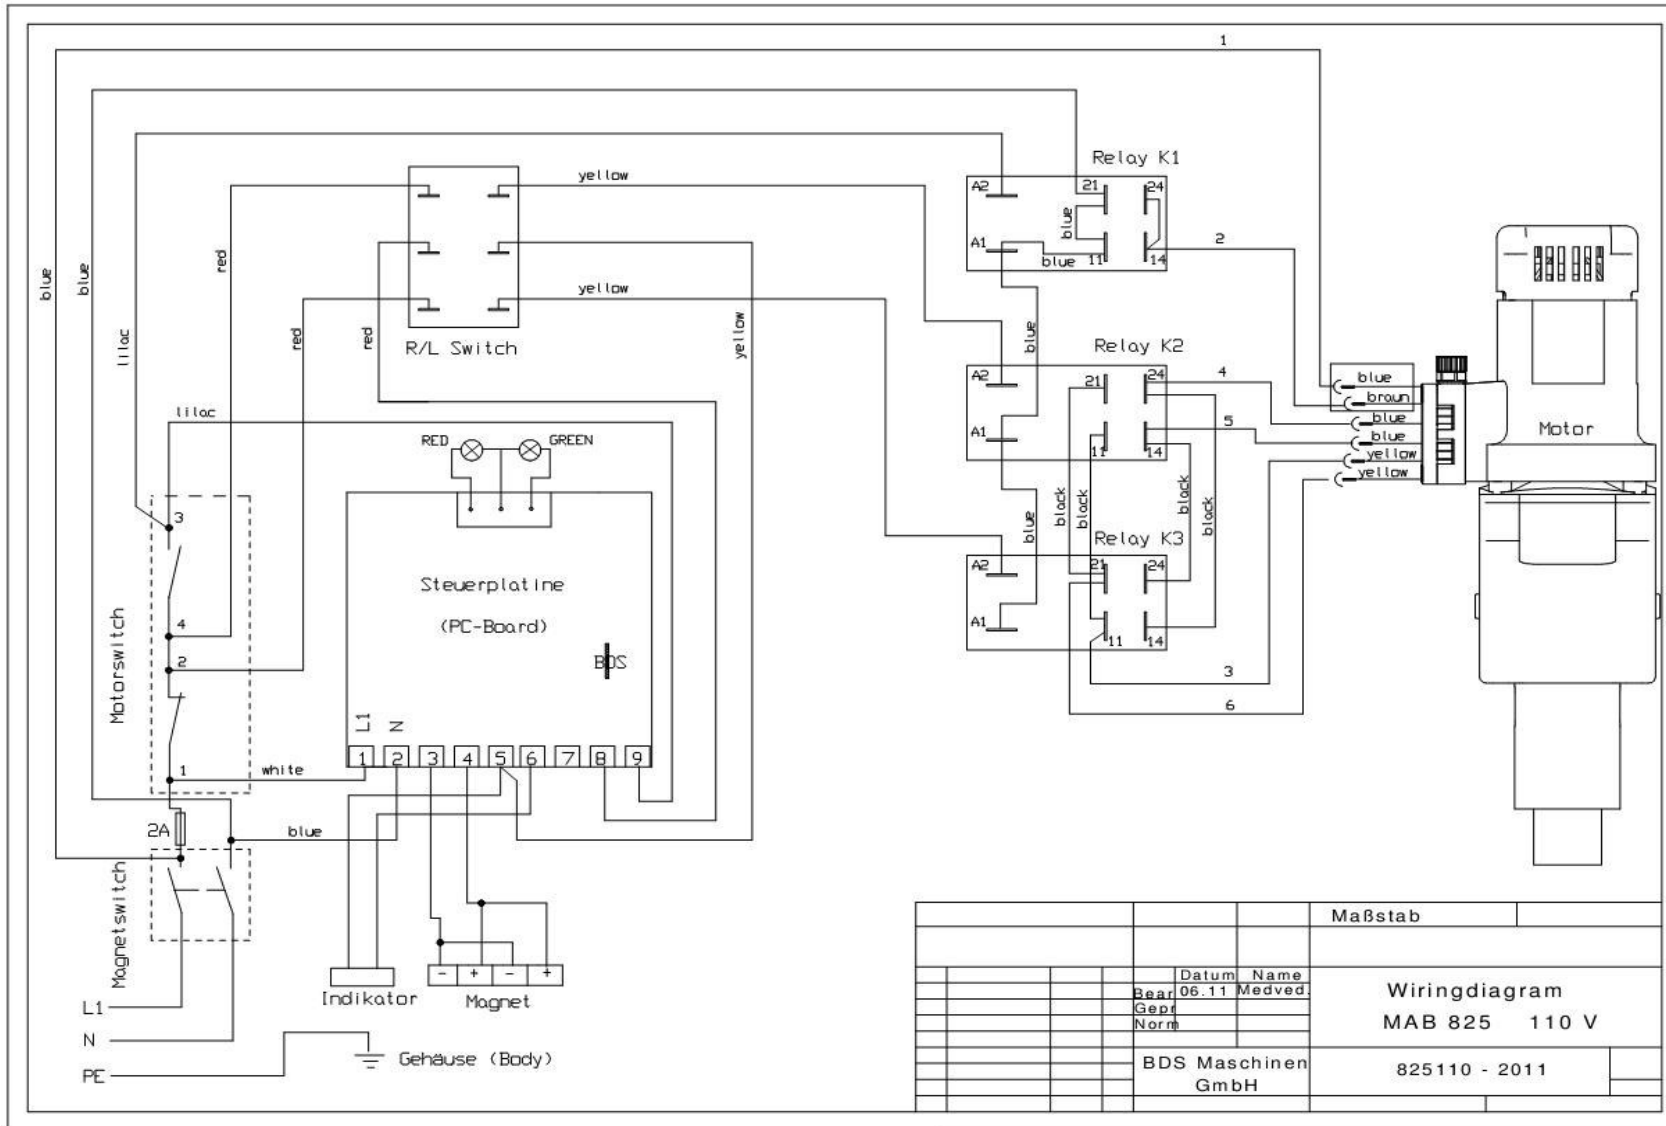 1
blue
blue
lilac
red
red
red
yellow
yellow
yellow
R/L Switch
Relay K1
A2
21
24
blue
A1
blue
11
14
2
blue
Relay K2
A2
21
24
4
A1
11
14
5
blue
black
black
black
black
Relay K3
A2
21
24
A1
11
14
3
6
blue
braun
blue
blue
yellow
yellow
Motor
lilac
RED
GREEN
Steuerplatine
(PC-Board)
BDS
L1
N
1 2 3 4 5 6 7 8 9
Motorswitch
3
4
2
1
white
2A
blue
Magnetswitch
L1
N
PE
Indikator
- + - +
Magnet
Gehäuse (Body)
Maßstab
Datum Name
Bear 06.11 Medved.
Gepr
Norm
Wiringdiagram
MAB 825 110 V
BDS Maschinen
GmbH
825110 - 2011